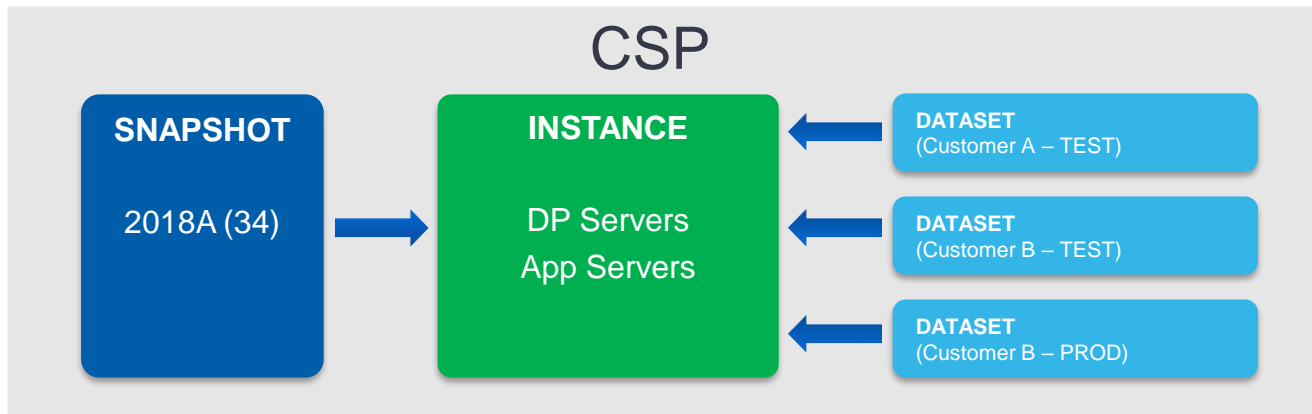 CSP
SNAPSHOT
2018A (34)
INSTANCE
DP Servers
App Servers
DATASET
(Customer A – TEST)
DATASET
(Customer B – TEST)
DATASET
(Customer B – PROD)